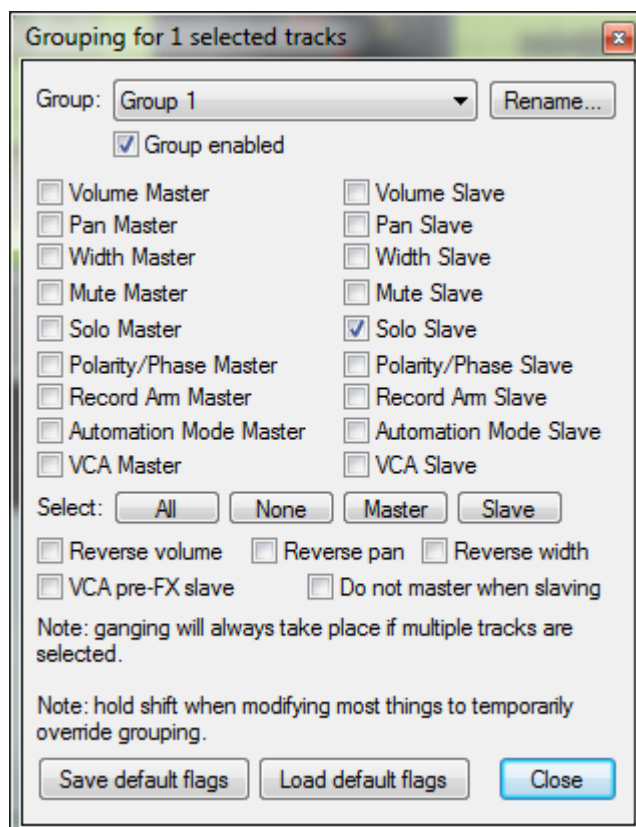 Grouping for 1 selected tracks
Group: Group 1 Rename...
Group enabled
Volume Master Volume Slave
Pan Master Pan Slave
Width Master Width Slave
Mute Master Mute Slave
Solo Master Solo Slave
Polarity/Phase Master Polarity/Phase Slave
Record Arm Master Record Arm Slave
Automation Mode Master Automation Mode Slave
VCA Master VCA Slave
Select: All None Master Slave
Reverse volume Reverse pan Reverse width
VCA pre-FX slave Do not master when slaving
Note: ganging will always take place if multiple tracks are
selected.
Note: hold shift when modifying most things to temporarily
override grouping.
Save default flags Load default flags Close